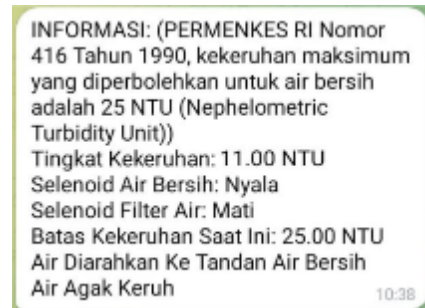 INFORMASI: (PERMENKES RI Nomor
416 Tahun 1990, kekeruhan maksimum
yang diperbolehkan untuk air bersih
adalah 25 NTU (Nephelometric
Turbidity Unit))
Tingkat Kekeruhan: 11.00 NTU
Selenoid Air Bersih: Nyala
Selenoid Filter Air: Mati
Batas Kekeruhan Saat Ini: 25.00 NTU
Air Diarahkan Ke Tandan Air Bersih
Air Agak Keruh
10:38